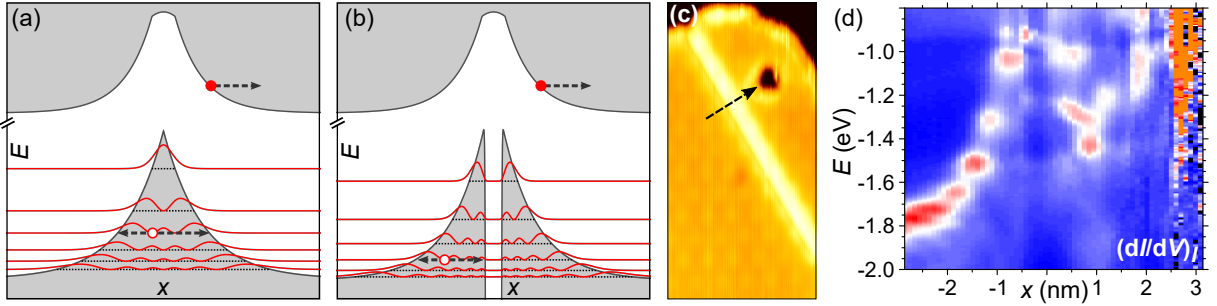 (a)
E
x
(b)
E
x
(c)
(d)
E (eV)
-1.0
-1.2
-1.4
-1.6
-1.8
-2.0
(dI/dV)I
-2 -1 x (nm) 1 2 3